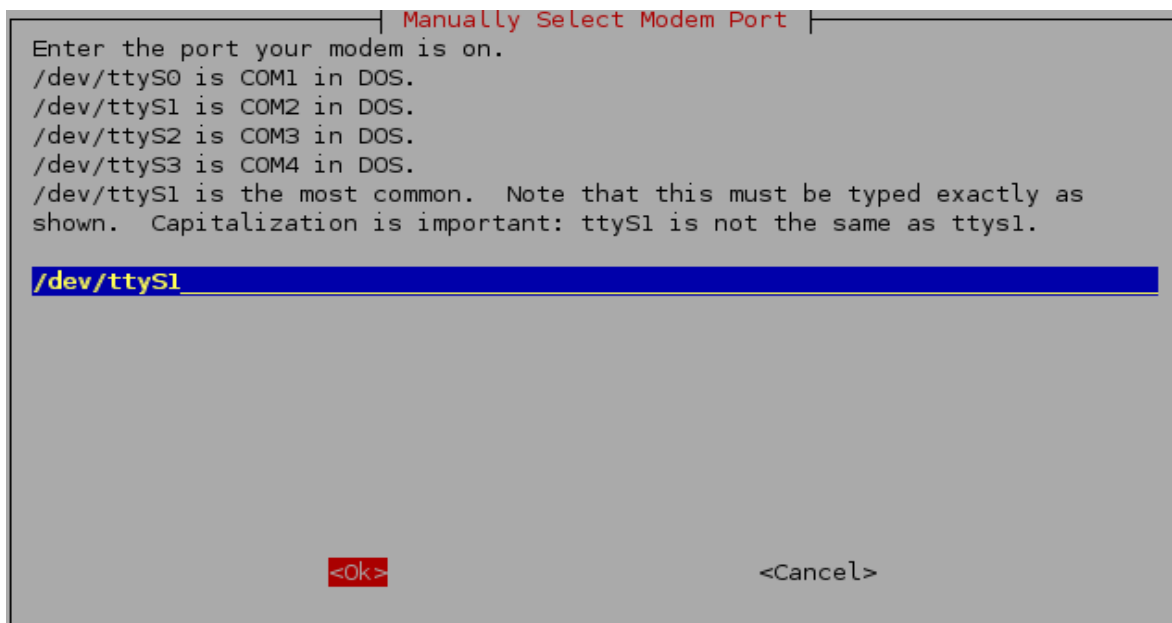 Manually Select Modem Port
Enter the port your modem is on.
/dev/ttyS0 is COM1 in DOS.
/dev/ttyS1 is COM2 in DOS.
/dev/ttyS2 is COM3 in DOS.
/dev/ttyS3 is COM4 in DOS.
/dev/ttyS1 is the most common.  Note that this must be typed exactly as
shown.  Capitalization is important: ttyS1 is not the same as ttys1.
/dev/ttyS1
<Ok> <Cancel>